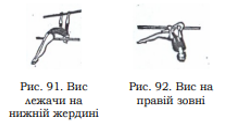 Рис. 91. Вис
лежачи на
нижній жердині
Рис. 92. Вис на
правій зовні